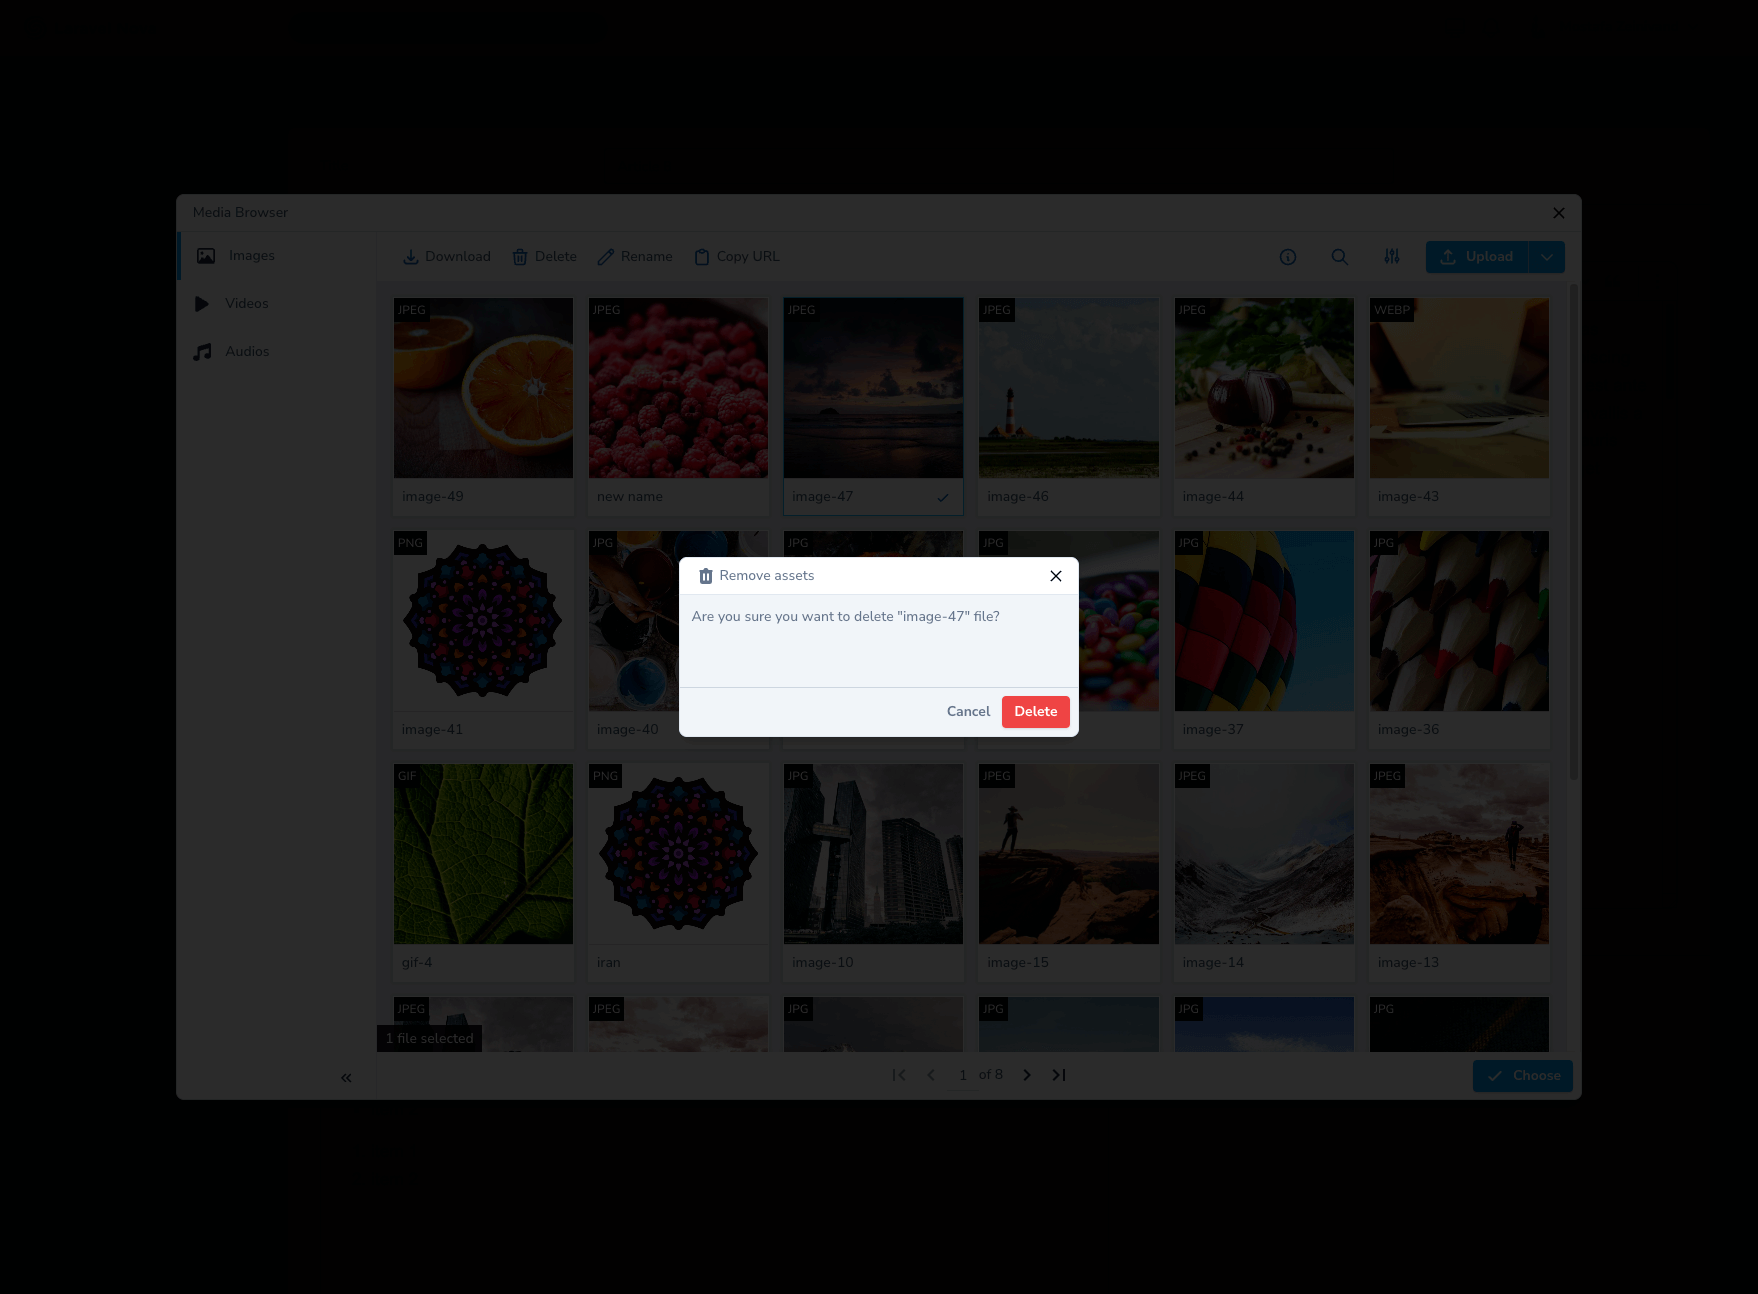 Media Browser
Images
Videos
Audios
Download Delete Rename Copy URL
Upload
JPEG JPEG JPEG JPEG JPEG WEBP
image-49 new name image-47 image-46 image-44 image-43
PNG JPG JPG JPG JPG JPG
Remove assets
Are you sure you want to delete "image-47" file?
Cancel Delete
image-41 image-40 image-37 image-36
GIF PNG JPG JPEG JPEG JPEG
gif-4 iran image-10 image-15 image-14 image-13
JPEG JPEG JPG JPG JPG JPG
1 file selected
1 of 8
Choose